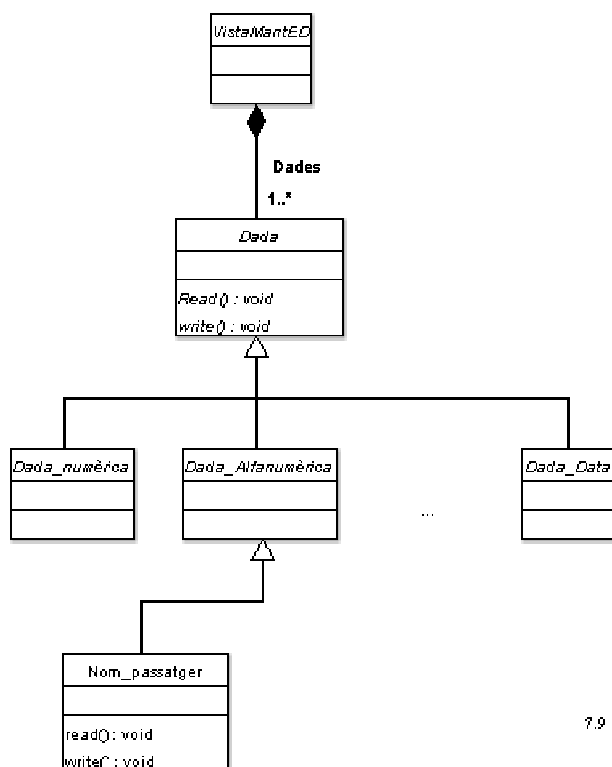 VistaMantED
Dades
1..*
Dada
Read() : void
write() : void
Dada_numèrica
Dada_Alfanumèrica
Dada_Data
...
Nom_passatger
read() : void
write() : void
7.9